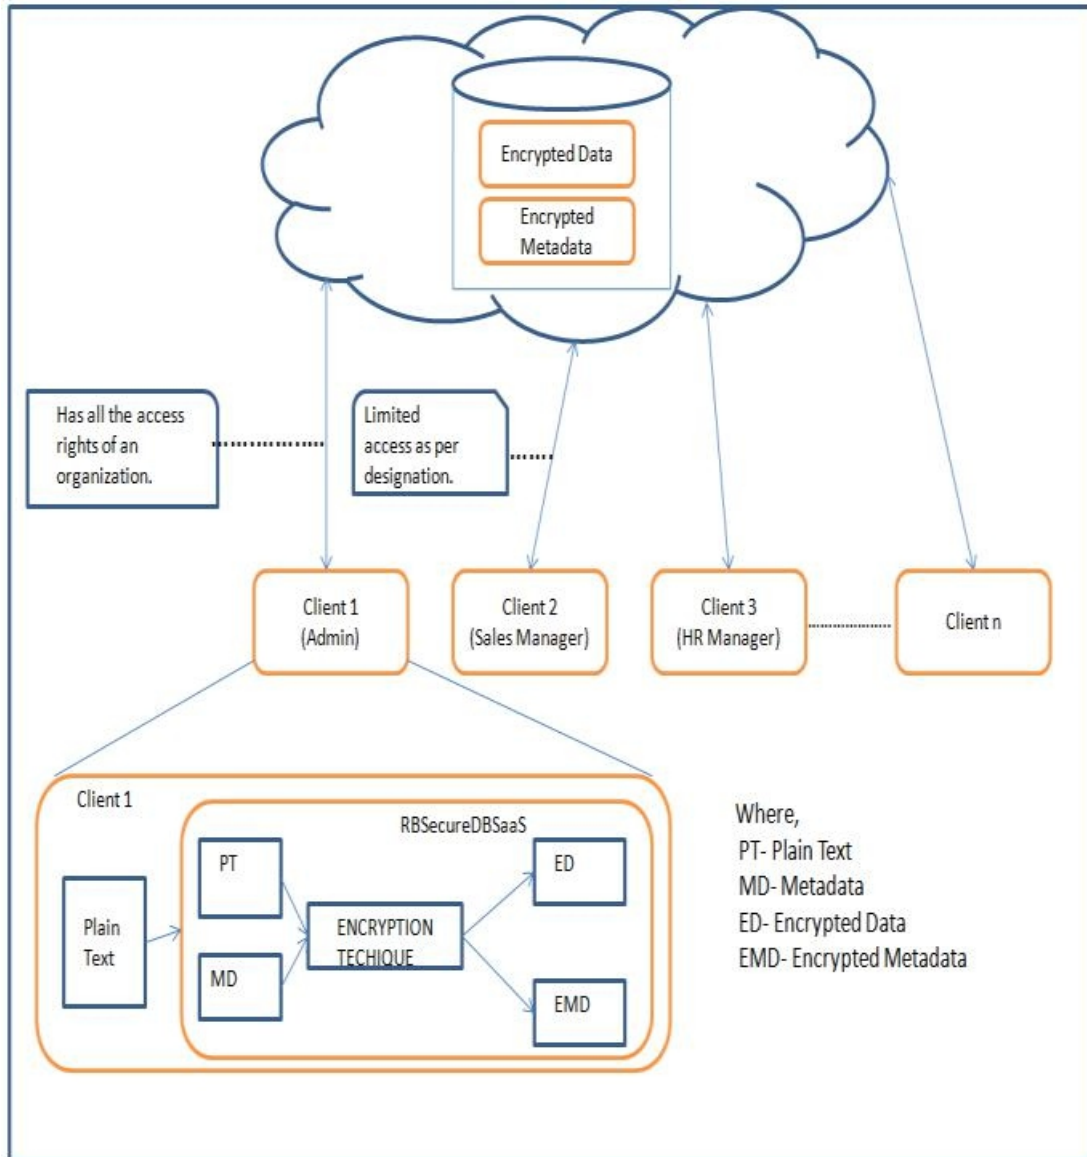 Encrypted Data
Encrypted
Metadata
Has all the access
rights of an
organization.
Limited
access as per
designation.
Client 1
(Admin)
Client 2
(Sales Manager)
Client 3
(HR Manager)
Client n
Client 1
RBSecureDBSaaS
Plain
Text
PT
MD
ENCRYPTION
TECHIQUE
ED
EMD
Where,
PT- Plain Text
MD- Metadata
ED- Encrypted Data
EMD- Encrypted Metadata